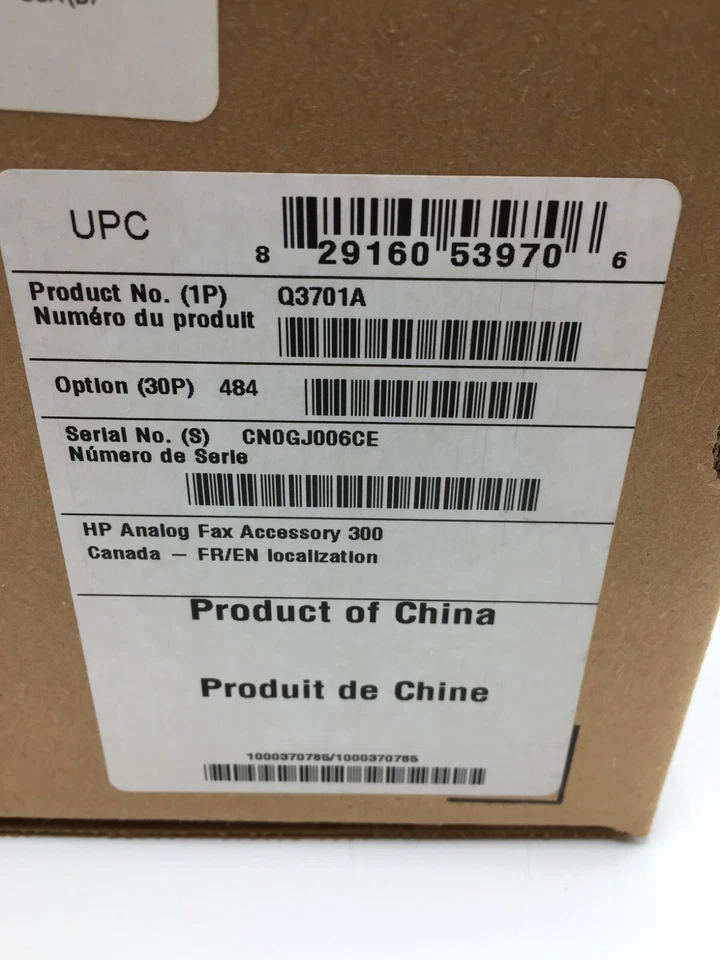 UPC
8 29160 53970 6
Product No. (1P) Q3701A
Numéro du produit
Option (30P) 484
Serial No. (S) CN0GJ006CE
Número de Serie
HP Analog Fax Accessory 300
Canada – FR/EN localization
Product of China
Produit de Chine
1000370785/1000370785